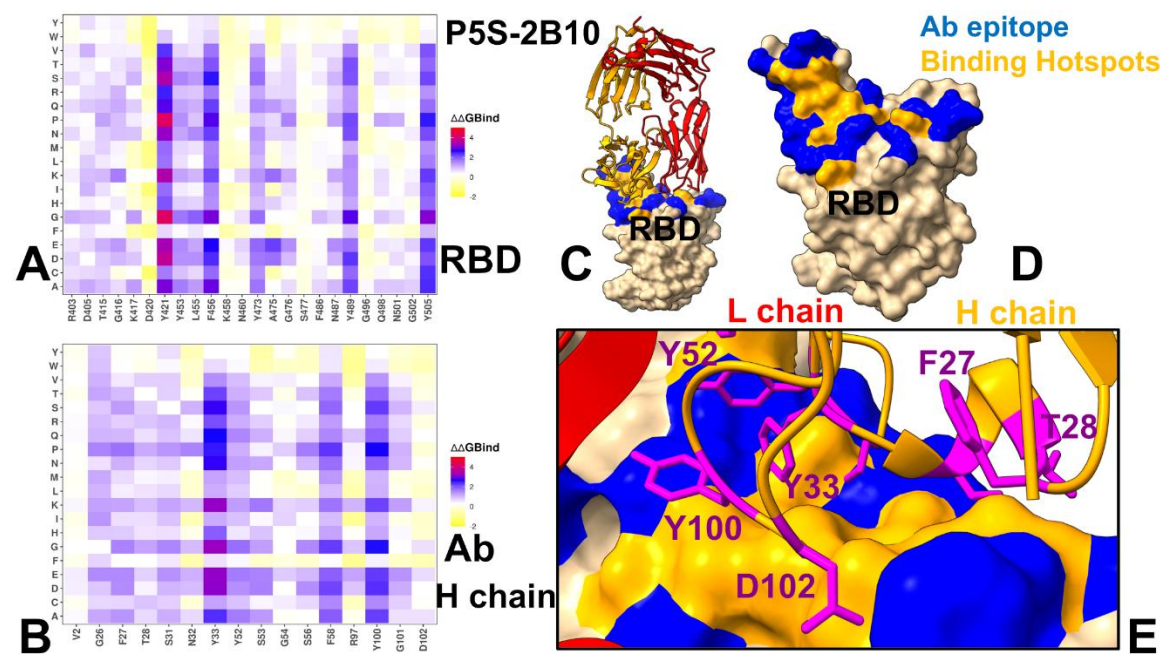 P5S-2B10
Y
W
V
T
S
R
Q
P
N
M
L
K
I
H
G
F
E
D
C
A
ΔΔGBind
4
2
0
-2
A
RBD
R403 D405 T415 G416 K417 D420 Y421 Y453 L455 F456 K458 N460 Y473 A475 G476 S477 F486 N487 Y489 G496 Q498 N501 G502 Y505
Y
W
V
T
S
R
Q
P
N
M
L
K
I
H
G
F
E
D
C
A
ΔΔGBind
4
2
0
-2
Ab
H chain
B
V2 G26 F27 T28 S31 N32 Y33 Y52 S53 G54 S56 F58 R97 Y100 G101 D102
RBD
C
Ab epitope
Binding Hotspots
RBD
D
L chain
H chain
Y52
F27
T28
Y33
Y100
D102
E